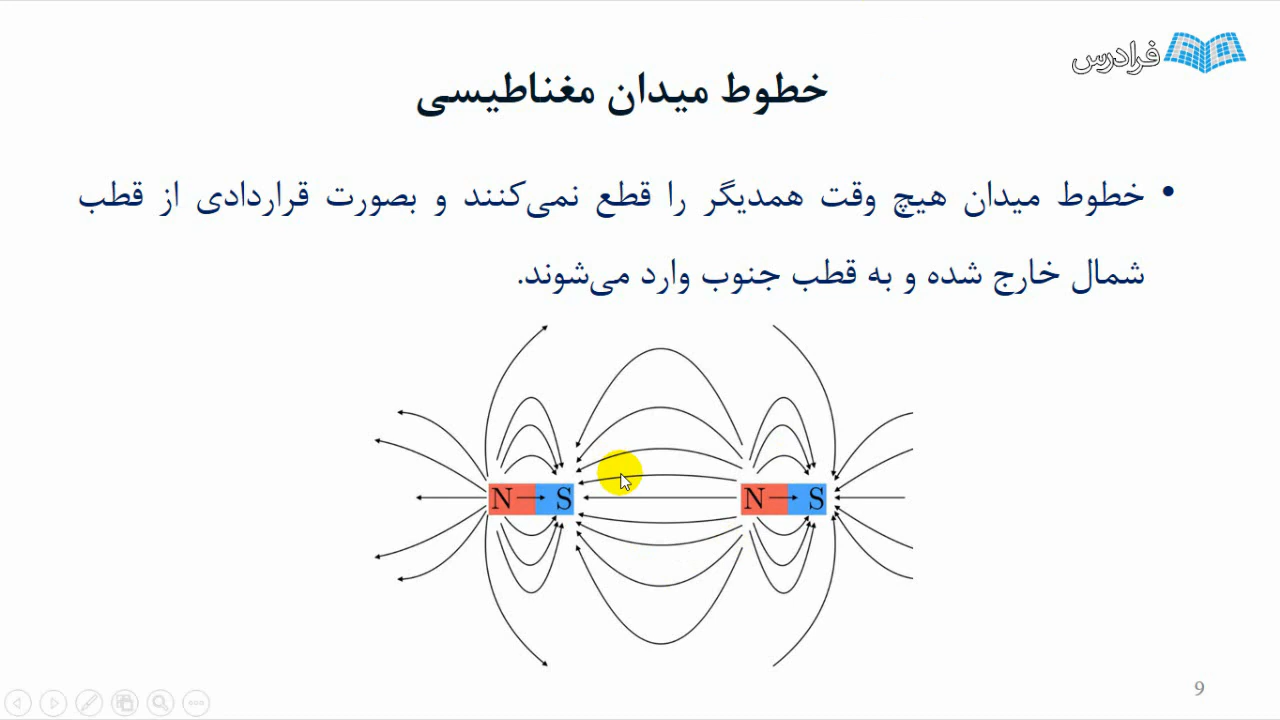 فرادرس
خطوط میدان مغناطیسی
• خطوط میدان هیچ وقت همدیگر را قطع نمی‌کنند و بصورت قراردادی از قطب
شمال خارج شده و به قطب جنوب وارد می‌شوند.
N S N S
9